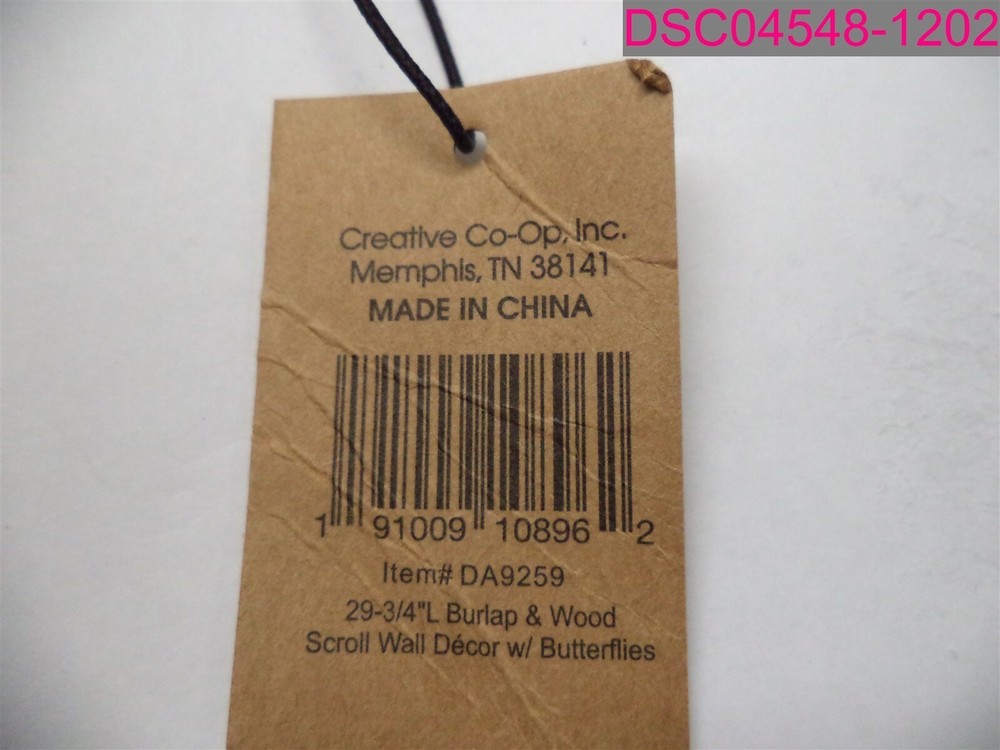 DSC04548-1202
Creative Co-Op, Inc.
Memphis, TN 38141
MADE IN CHINA
1 91009 10896 2
Item# DA9259
29-3/4"L Burlap & Wood
Scroll Wall Décor w/ Butterflies